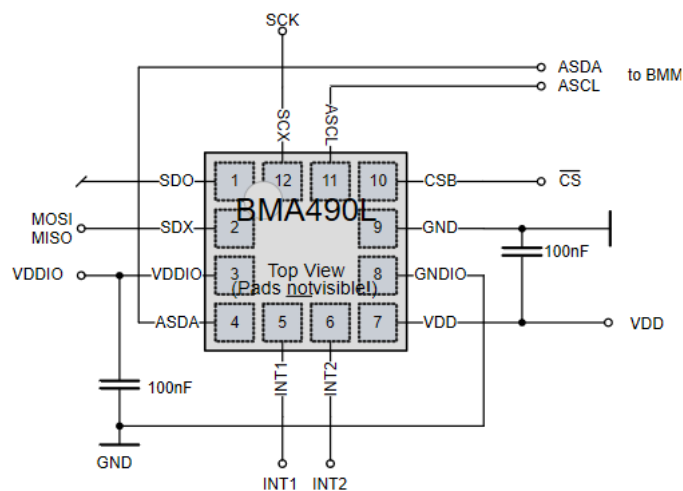 SCK
ASDA
to BMM
ASCL
SCX
ASCL
SDO
1
12
11
10
CSB
CS
MOSI
MISO
SDX
2
BMA490L
9
GND
100nF
VDDIO
VDDIO
3
Top View
(Pads notvisible!)
8
GNDIO
ASDA
4
5
6
7
VDD
VDD
INT1
INT2
100nF
GND
INT1
INT2